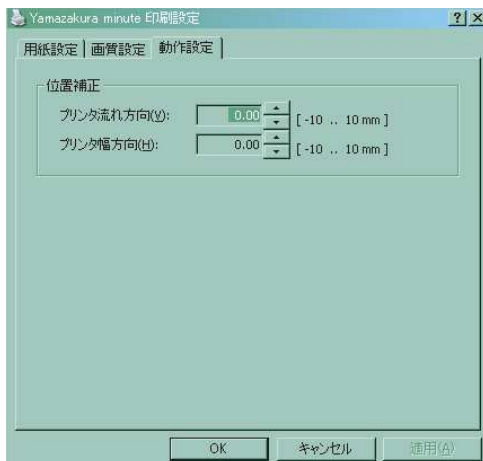 Yamazakura minute 印刷設定
用紙設定 画質設定 動作設定
位置補正
プリンタ流れ方向(V): 0.00 [ -10 .. 10 mm ]
プリンタ幅方向(H): 0.00 [ -10 .. 10 mm ]
OK キャンセル 適用(A)